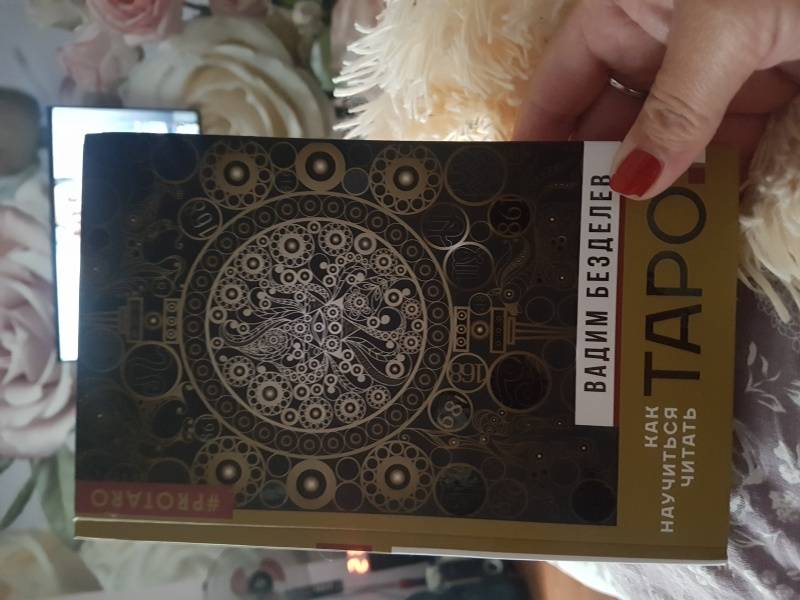 ВАДИМ БЕЗДЕЛЕВ
КАК
НАУЧИТЬСЯ
ЧИТАТЬ
ТАРО
#PROTARO